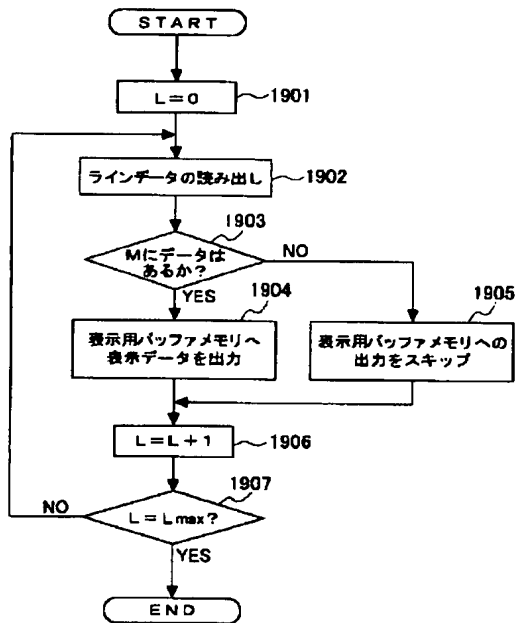 START
L=0
1901
ラインデータの読み出し
1902
1903
Mにデータは
あるか?
NO
YES
1904
表示用バッファメモリへ
表示データを出力
1905
表示用バッファメモリへの
出力をスキップ
L=L+1
1906
1907
L=Lmax?
NO
YES
END